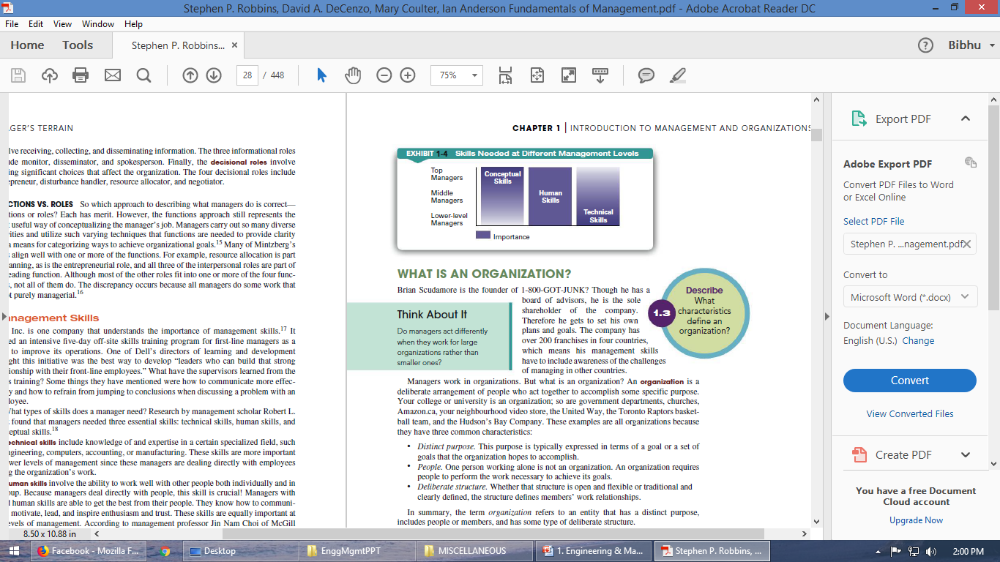 Stephen P. Robbins, David A. DeCenzo, Mary Coulter, Ian Anderson Fundamentals of Management.pdf - Adobe Acrobat Reader DC
File Edit View Window Help
Home Tools Stephen P. Robbins... × Bibhu
28 / 448 75%
AGER'S TERRAIN
lve receiving, collecting, and disseminating information. The three informational roles
ude monitor, disseminator, and spokesperson. Finally, the decisional roles involve
ing significant choices that affect the organization. The four decisional roles include
epreneur, disturbance handler, resource allocator, and negotiator.
CTIONS VS. ROLES So which approach to describing what managers do is correct—
tions or roles? Each has merit. However, the functions approach still represents the
t useful way of conceptualizing the manager's job. Managers carry out so many diverse
vities and utilize such varying techniques that functions are needed to provide clarity
a means for categorizing ways to achieve organizational goals.15 Many of Mintzberg's
s align well with one or more of the functions. For example, resource allocation is part
anning, as is the entrepreneurial role, and all three of the interpersonal roles are part of
eading function. Although most of the other roles fit into one or more of the four func-
s, not all of them do. The discrepancy occurs because all managers do some work that
t purely managerial.16
nagement Skills
Inc. is one company that understands the importance of management skills.17 It
ed an intensive five-day off-site skills training program for first-line managers as a
to improve its operations. One of Dell's directors of learning and development
ght this initiative was the best way to develop "leaders who can build that strong
ionship with their front-line employees." What have the supervisors learned from the
s training? Some things they have mentioned were how to communicate more effec-
y and how to refrain from jumping to conclusions when discussing a problem with an
loyee.
hat types of skills does a manager need? Research by management scholar Robert L.
found that managers needed three essential skills: technical skills, human skills, and
eptual skills.18
echnical skills include knowledge of and expertise in a certain specialized field, such
ngineering, computers, accounting, or manufacturing. These skills are more important
wer levels of management since these managers are dealing directly with employees
g the organization's work.
uman skills involve the ability to work well with other people both individually and in
oup. Because managers deal directly with people, this skill is crucial! Managers with
l human skills are able to get the best from their people. They know how to communi-
motivate, lead, and inspire enthusiasm and trust. These skills are equally important at
evels of management. According to management professor Jin Nam Choi of McGill
CHAPTER 1 | INTRODUCTION TO MANAGEMENT AND ORGANIZATIONS
EXHIBIT 1-4 Skills Needed at Different Management Levels
Top
Managers
Middle
Managers
Lower-level
Managers
Conceptual
Skills
Human
Skills
Technical
Skills
Importance
WHAT IS AN ORGANIZATION?
Brian Scudamore is the founder of 1-800-GOT-JUNK? Though he has a
board of advisors, he is the sole
shareholder of the company.
Therefore he gets to set his own
plans and goals. The company has
over 200 franchises in four countries,
which means his management skills
have to include awareness of the challenges
of managing in other countries.
Think About It
Do managers act differently
when they work for large
organizations rather than
smaller ones?
1.3
Describe
What
characteristics
define an
organization?
Managers work in organizations. But what is an organization? An organization is a
deliberate arrangement of people who act together to accomplish some specific purpose.
Your college or university is an organization; so are government departments, churches,
Amazon.ca, your neighbourhood video store, the United Way, the Toronto Raptors basket-
ball team, and the Hudson's Bay Company. These examples are all organizations because
they have three common characteristics:
• Distinct purpose. This purpose is typically expressed in terms of a goal or a set of
goals that the organization hopes to accomplish.
• People. One person working alone is not an organization. An organization requires
people to perform the work necessary to achieve its goals.
• Deliberate structure. Whether that structure is open and flexible or traditional and
clearly defined, the structure defines members' work relationships.
In summary, the term organization refers to an entity that has a distinct purpose,
includes people or members, and has some type of deliberate structure.
Export PDF
Adobe Export PDF
Convert PDF Files to Word
or Excel Online
Select PDF File
Stephen P. ...nagement.pdf
Convert to
Microsoft Word (*.docx)
Document Language:
English (U.S.) Change
Convert
View Converted Files
Create PDF
You have a free Document
Cloud account
Upgrade Now
8.50 x 10.88 in
Facebook - Mozilla F... Desktop EnggMgmtPPT MISCELLANEOUS 1. Engineering & Ma... Stephen P. Robbins, ... 2:00 PM